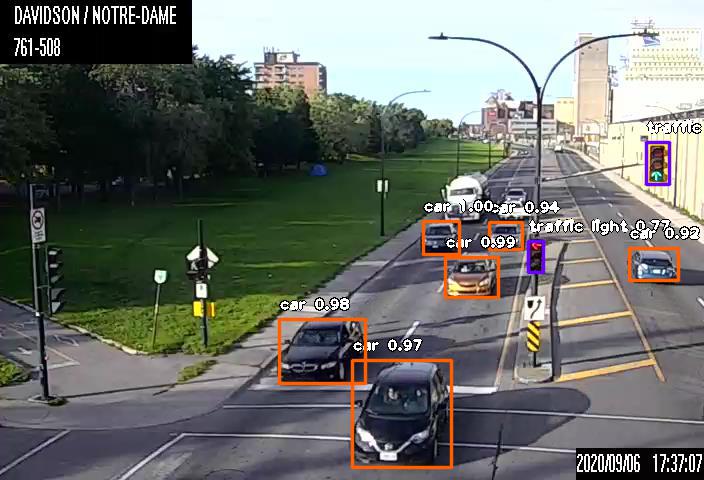 DAVIDSON / NOTRE-DAME
761-508
traffic
car 1.00
car 0.94
traffic light 0.77
car 0.92
car 0.99
car 0.98
car 0.97
2020/09/06 17:37:07